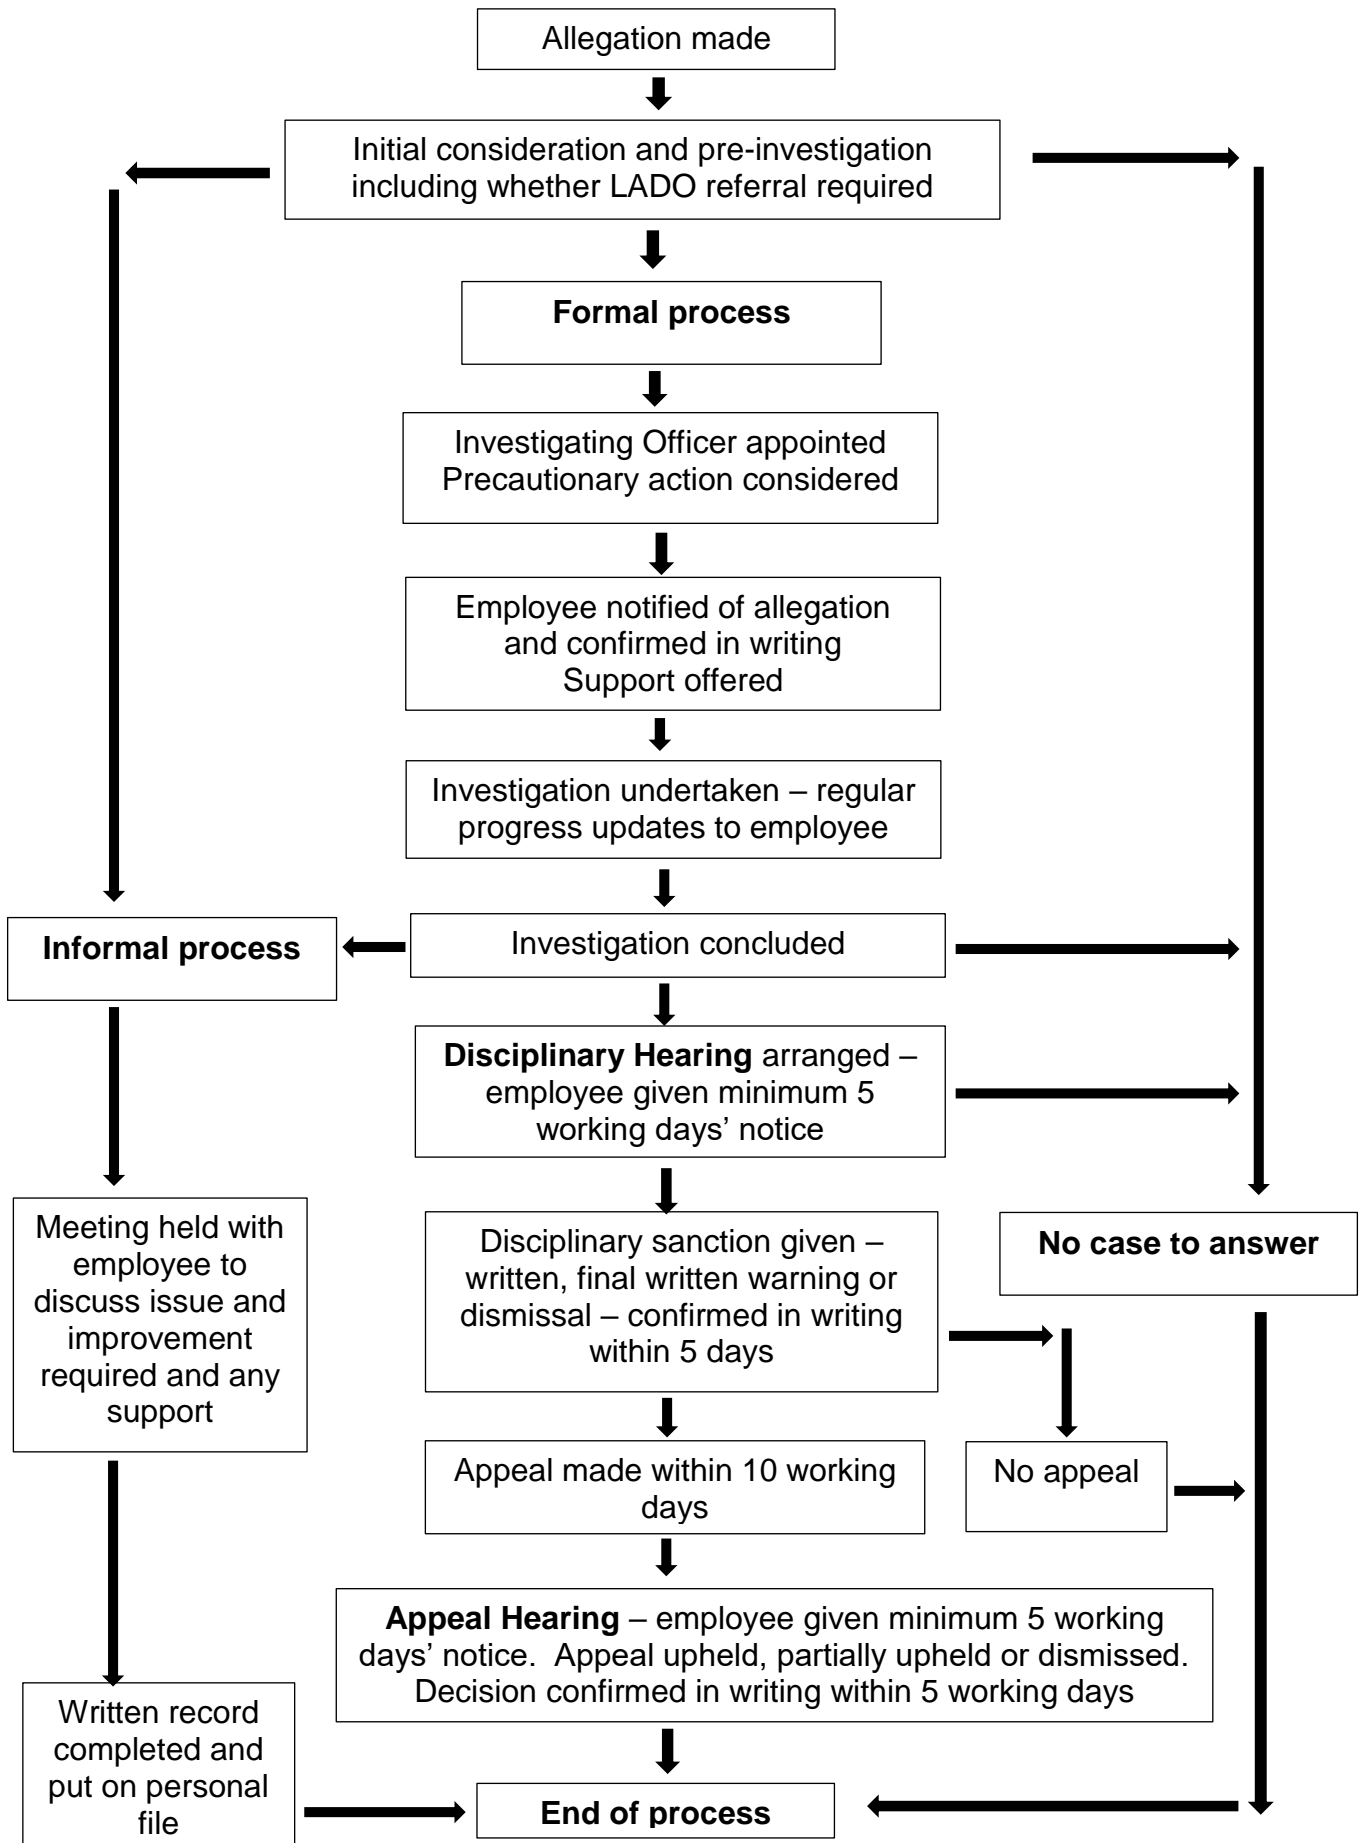 Allegation made
Initial consideration and pre-investigation
including whether LADO referral required
Formal process
Investigating Officer appointed
Precautionary action considered
Employee notified of allegation
and confirmed in writing
Support offered
Investigation undertaken – regular
progress updates to employee
Informal process
Investigation concluded
Disciplinary Hearing arranged –
employee given minimum 5
working days’ notice
Meeting held with
employee to
discuss issue and
improvement
required and any
support
Disciplinary sanction given –
written, final written warning or
dismissal – confirmed in writing
within 5 days
No case to answer
Appeal made within 10 working
days
No appeal
Appeal Hearing – employee given minimum 5 working
days’ notice.  Appeal upheld, partially upheld or dismissed.
Decision confirmed in writing within 5 working days
Written record
completed and
put on personal
file
End of process